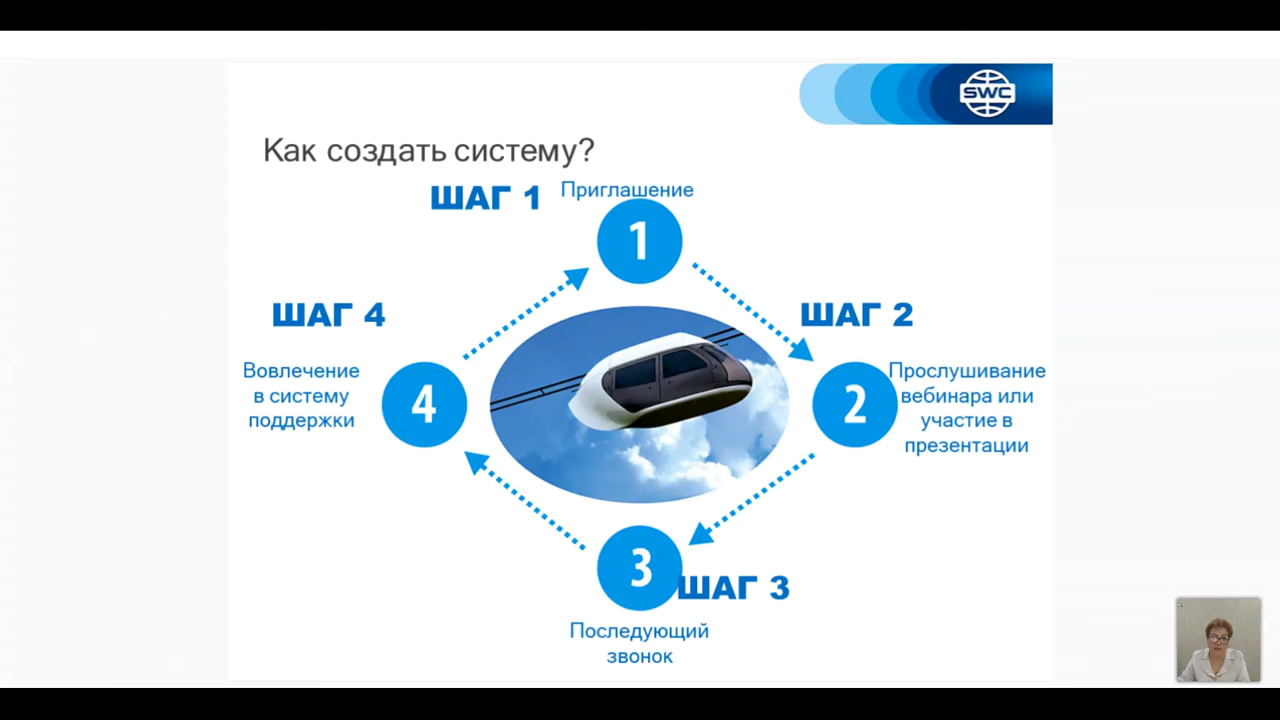 SWC
Как создать систему?
ШАГ 1
Приглашение
1
ШАГ 2
2
Прослушивание
вебинара или
участие в
презентации
ШАГ 3
3
Последующий
звонок
ШАГ 4
4
Вовлечение
в систему
поддержки